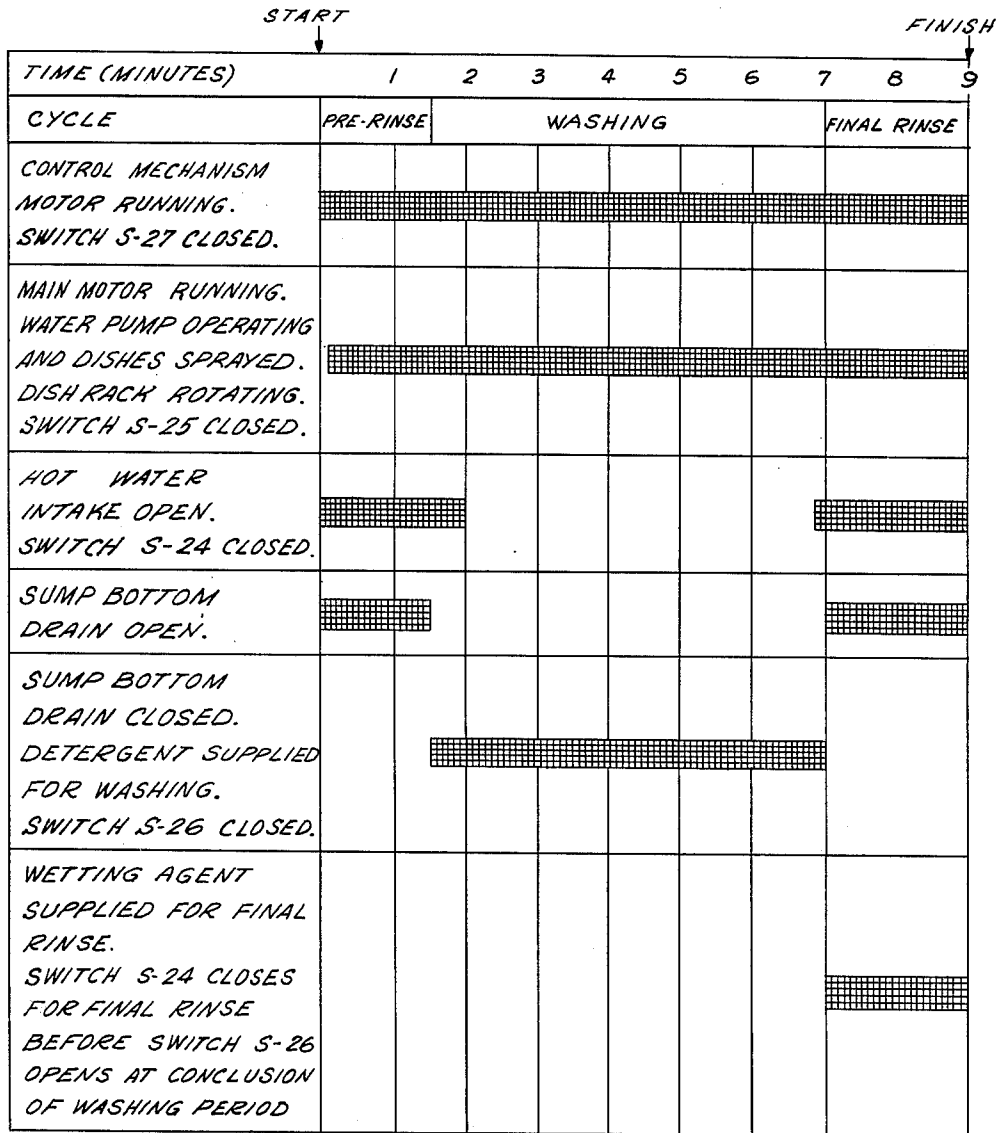 START
FINISH
TIME (MINUTES) 1 2 3 4 5 6 7 8 9
CYCLE PRE-RINSE WASHING FINAL RINSE
CONTROL MECHANISM
MOTOR RUNNING.
SWITCH S-27 CLOSED.
MAIN MOTOR RUNNING.
WATER PUMP OPERATING
AND DISHES SPRAYED.
DISH RACK ROTATING.
SWITCH S-25 CLOSED.
HOT WATER
INTAKE OPEN.
SWITCH S-24 CLOSED.
SUMP BOTTOM
DRAIN OPEN.
SUMP BOTTOM
DRAIN CLOSED.
DETERGENT SUPPLIED
FOR WASHING.
SWITCH S-26 CLOSED.
WETTING AGENT
SUPPLIED FOR FINAL
RINSE.
SWITCH S-24 CLOSES
FOR FINAL RINSE
BEFORE SWITCH S-26
OPENS AT CONCLUSION
OF WASHING PERIOD